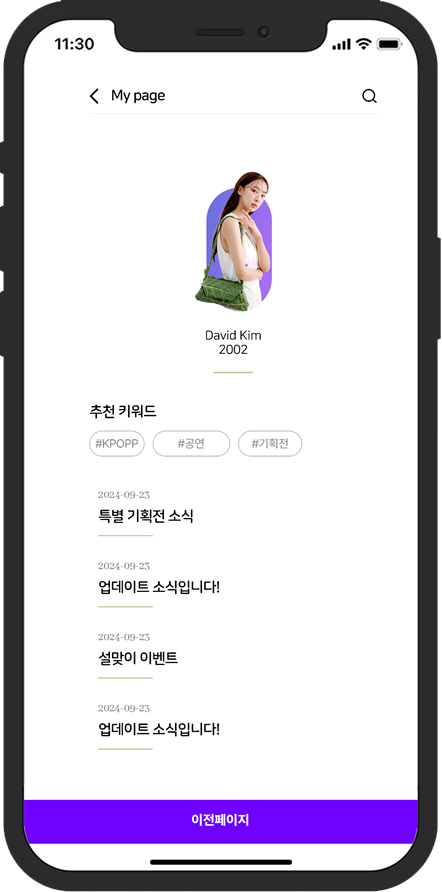 11:30
My page
David Kim
2002
추천 키워드
#KPOPP #공연 #기획전
2024-09-23
특별 기획전 소식
2024-09-23
업데이트 소식입니다!
2024-09-23
설맞이 이벤트
2024-09-23
업데이트 소식입니다!
이전페이지